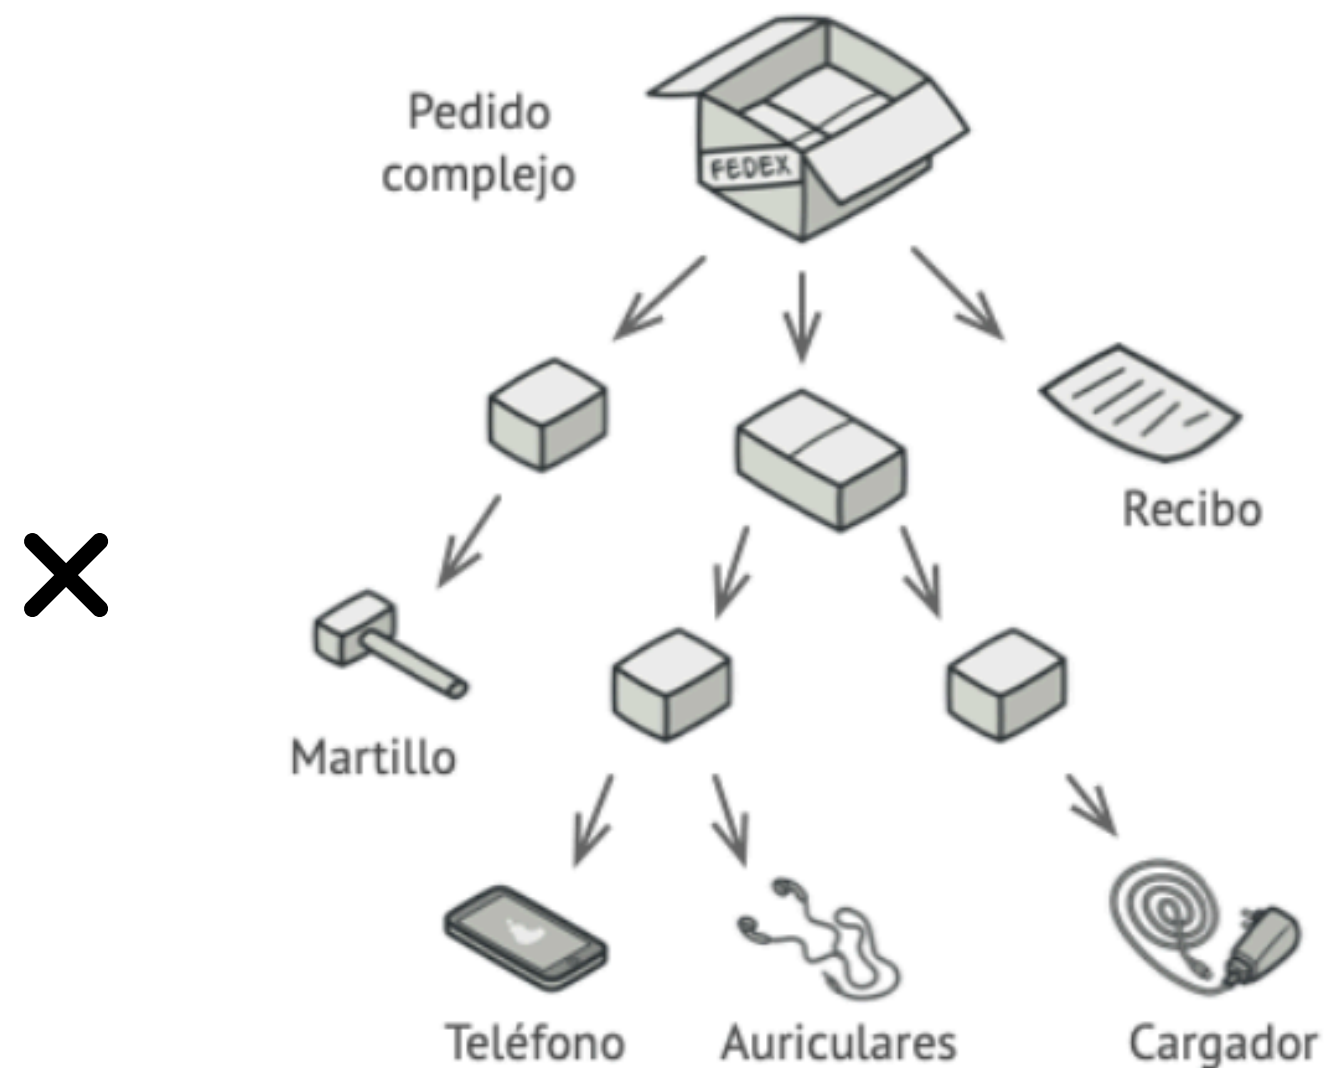 Pedido
complejo
FEDEX
Recibo
Martillo
Teléfono
Auriculares
Cargador